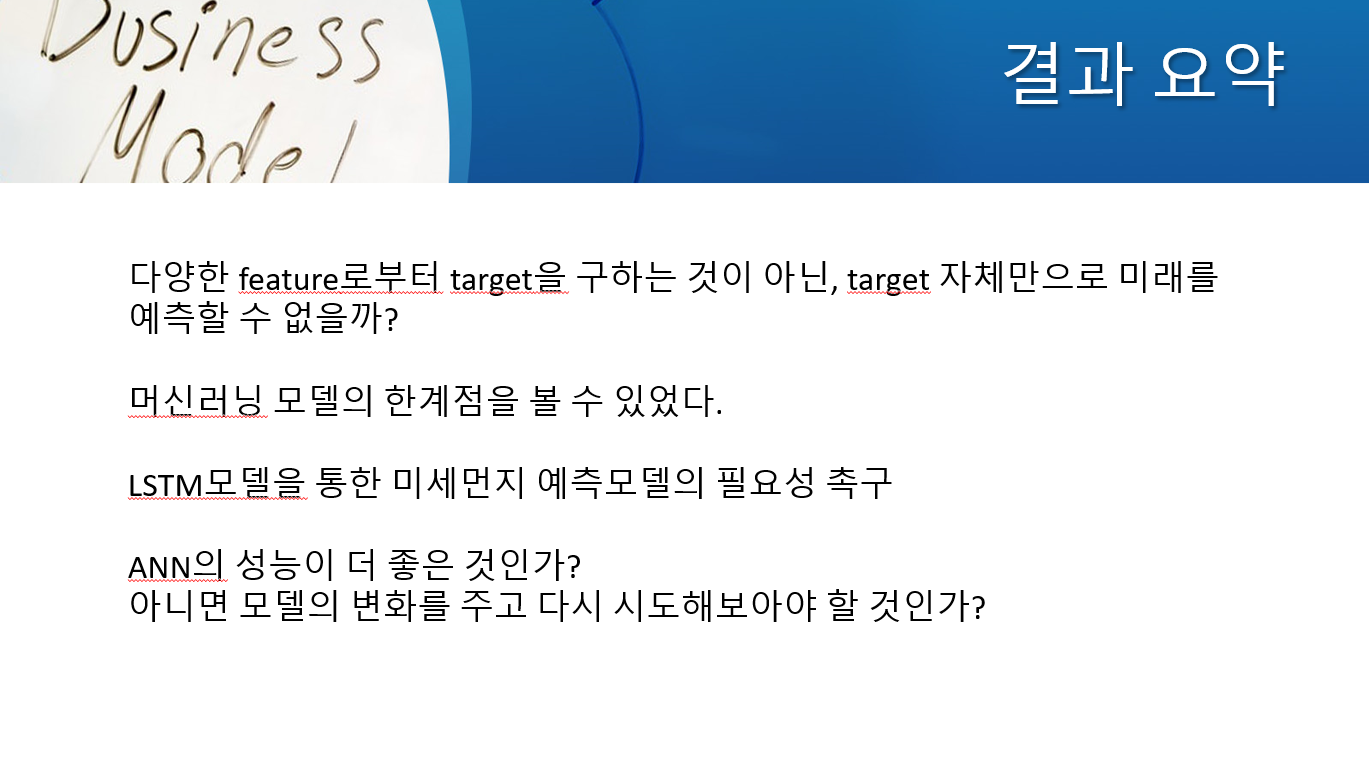 Business
Model
결과 요약
다양한 feature로부터 target을 구하는 것이 아닌, target 자체만으로 미래를
예측할 수 없을까?
머신러닝 모델의 한계점을 볼 수 있었다.
LSTM모델을 통한 미세먼지 예측모델의 필요성 촉구
ANN의 성능이 더 좋은 것인가?
아니면 모델의 변화를 주고 다시 시도해보아야 할 것인가?